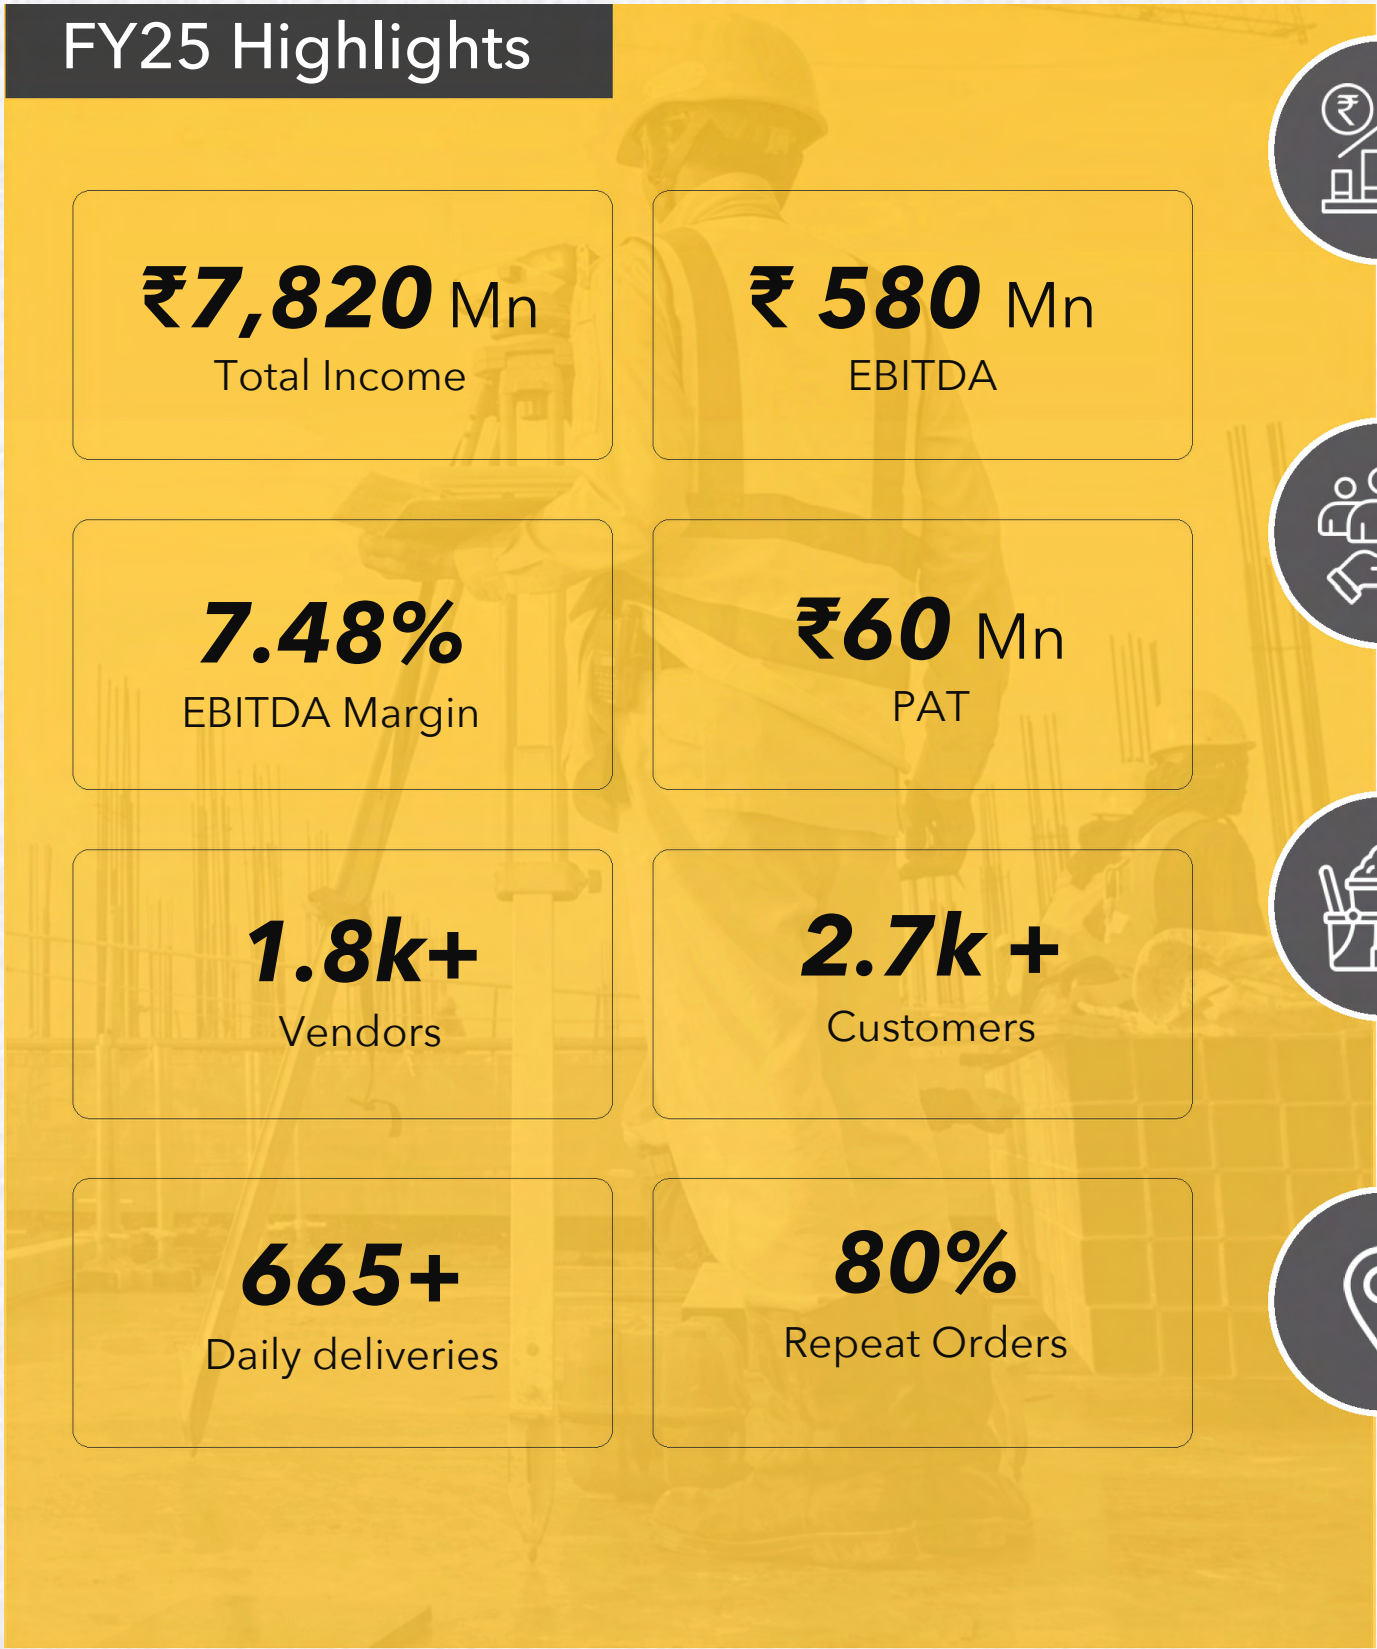 FY25 Highlights
₹7,820 Mn
Total Income
₹ 580 Mn
EBITDA
7.48%
EBITDA Margin
₹60 Mn
PAT
1.8k+
Vendors
2.7k +
Customers
665+
Daily deliveries
80%
Repeat Orders
₹